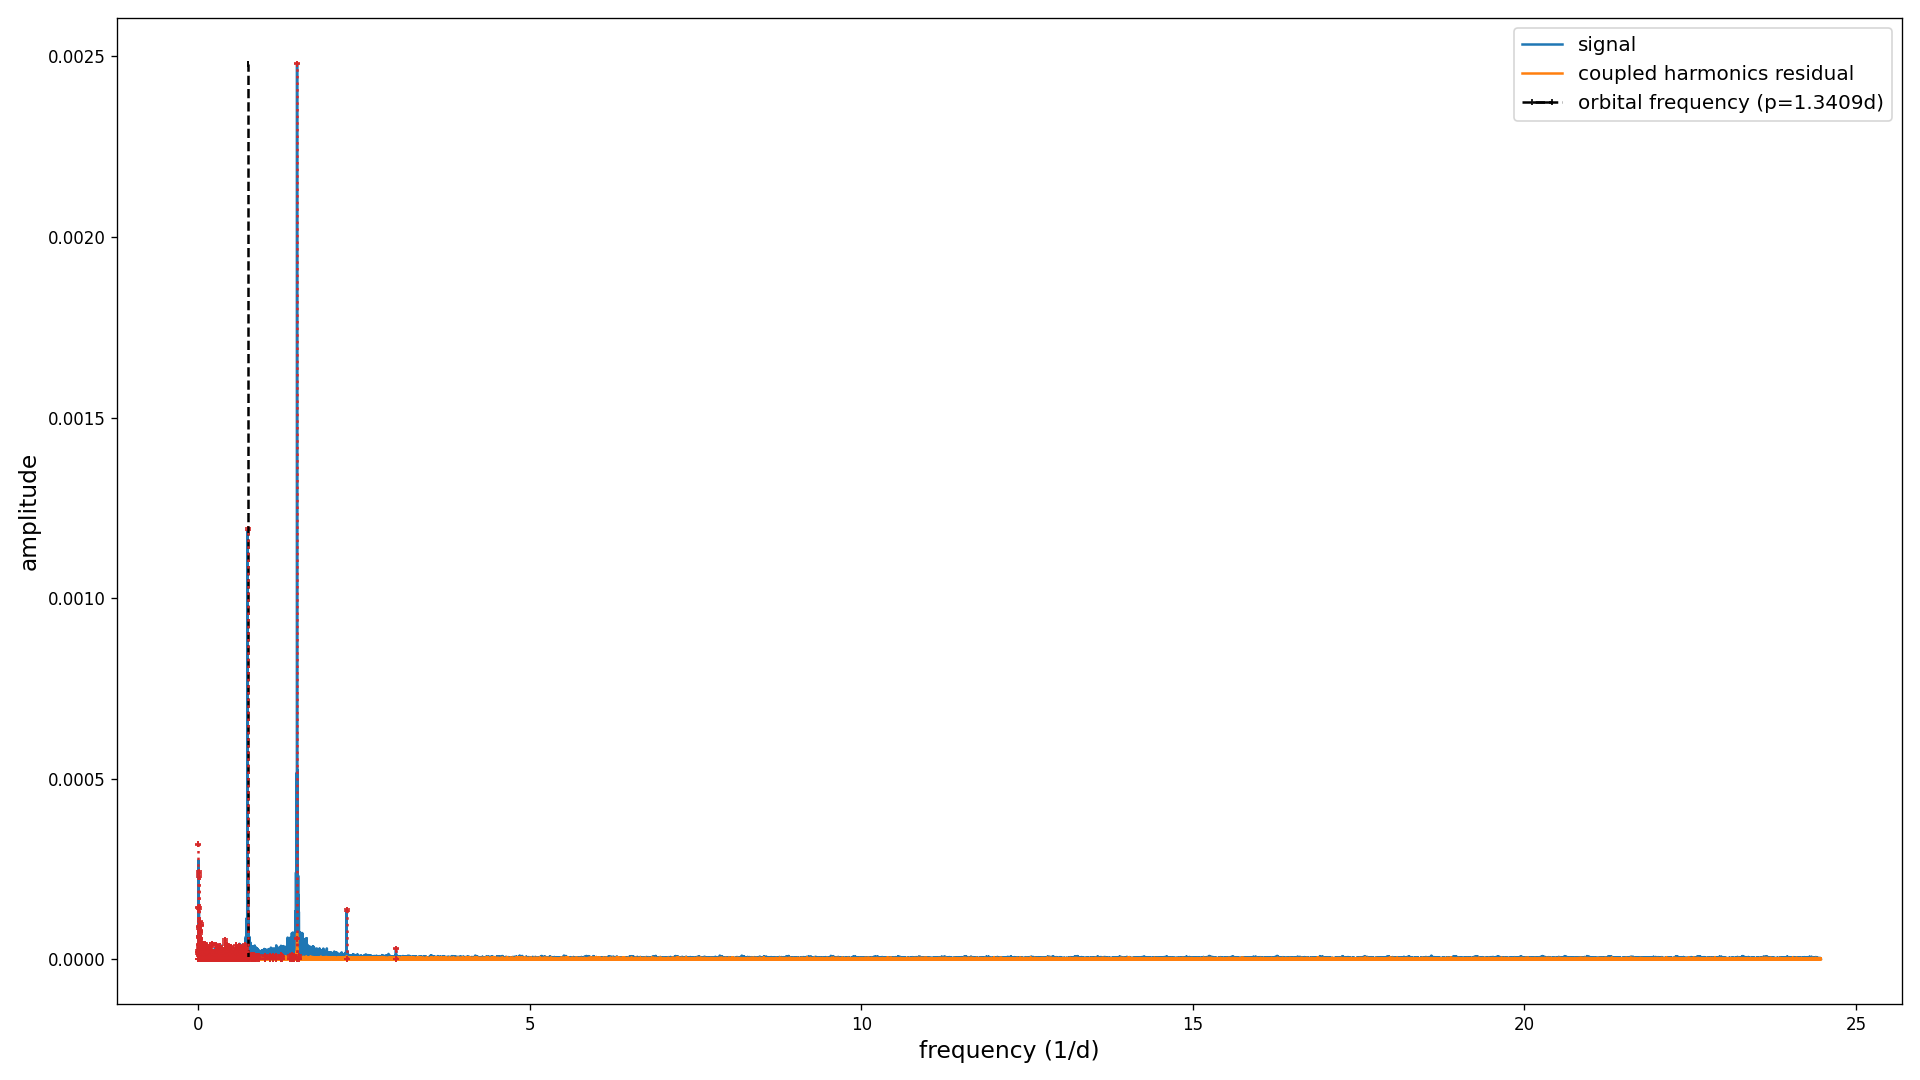 signal
coupled harmonics residual
orbital frequency (p=1.3409d)
0.0025
0.0020
0.0015
0.0010
0.0005
0.0000
amplitude
0 5 10 15 20 25
frequency (1/d)